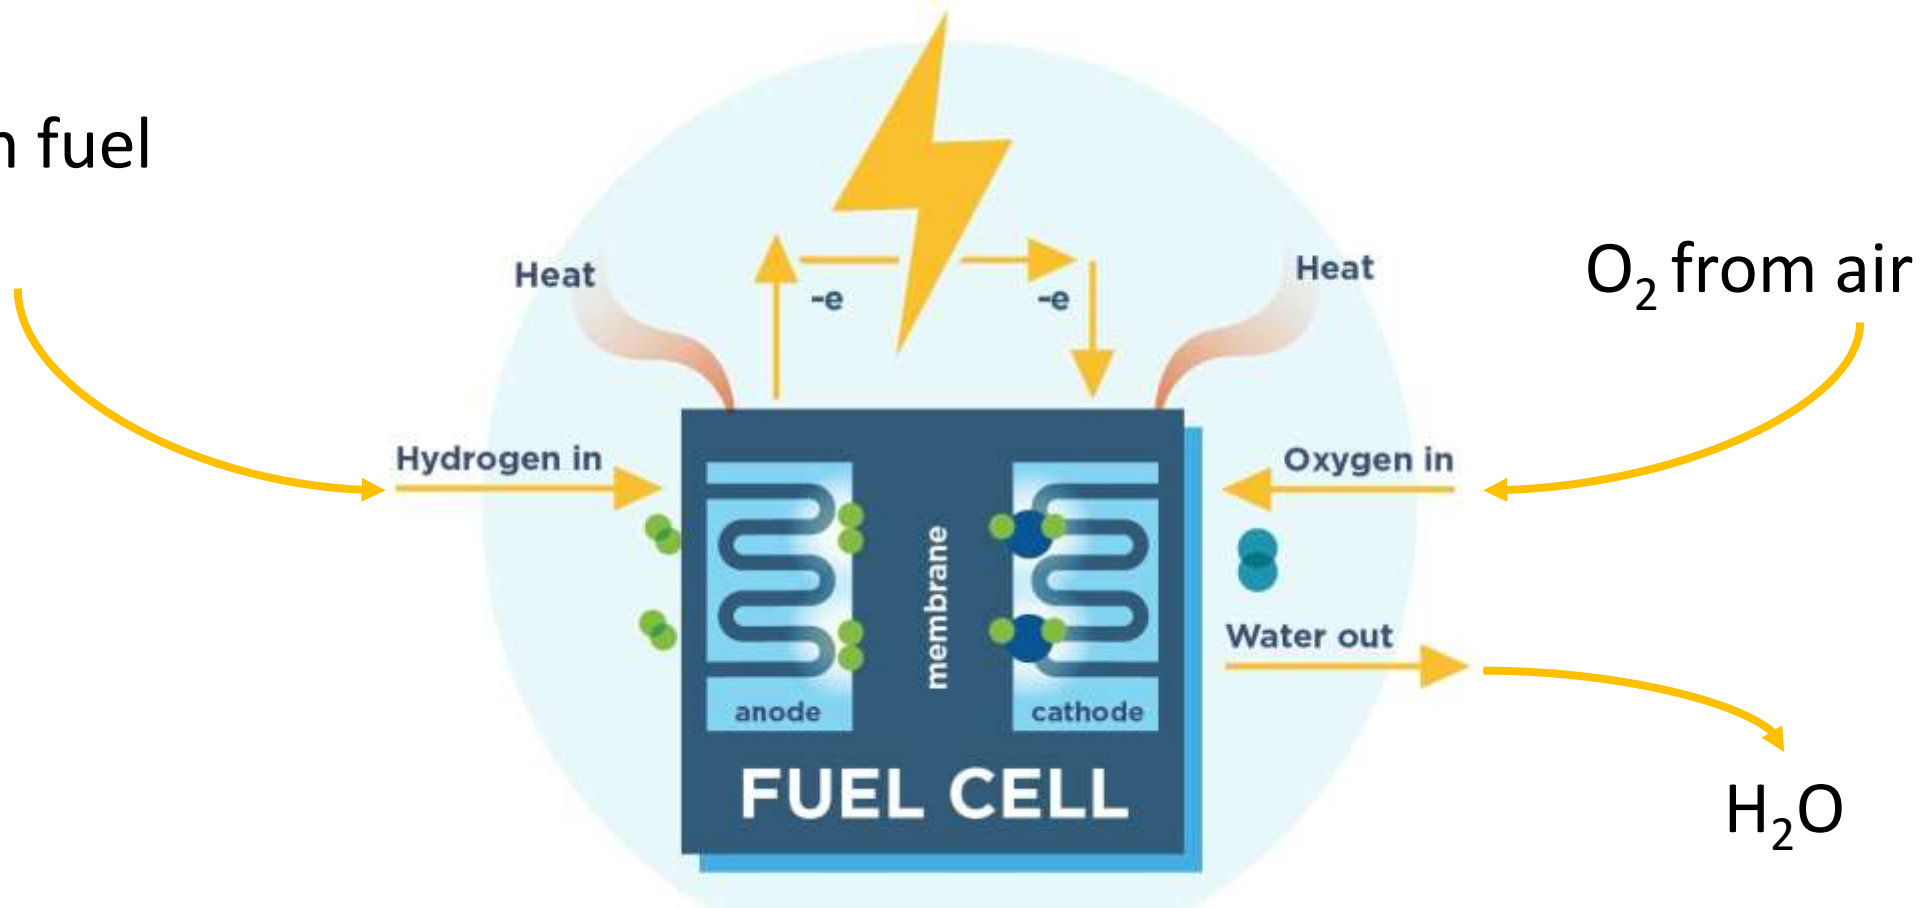 fuel
O₂ from air
Heat
Heat
-e
-e
Hydrogen in
Oxygen in
membrane
Water out
anode
cathode
FUEL CELL
H₂O